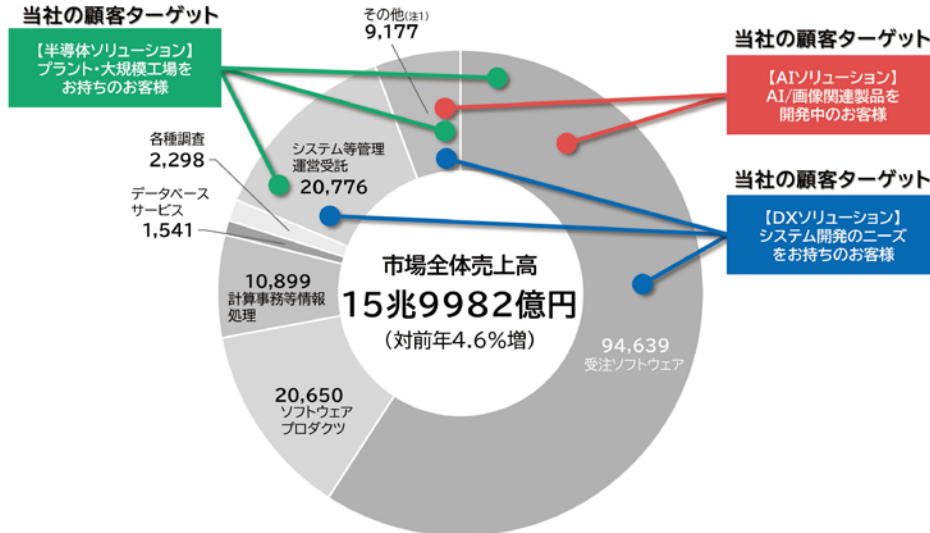 当社の顧客ターゲット
【半導体ソリューション】
プラント・大規模工場を
お持ちのお客様
その他(注1)
9,177
当社の顧客ターゲット
【AIソリューション】
AI/画像関連製品を
開発中のお客様
当社の顧客ターゲット
【DXソリューション】
システム開発のニーズ
をお持ちのお客様
各種調査
2,298
システム等管理
運営受託
20,776
データベース
サービス
1,541
市場全体売上高
15兆9982億円
(対前年4.6%増)
10,899
計算事務等情報
処理
94,639
受注ソフトウェア
20,650
ソフトウェア
プロダクツ